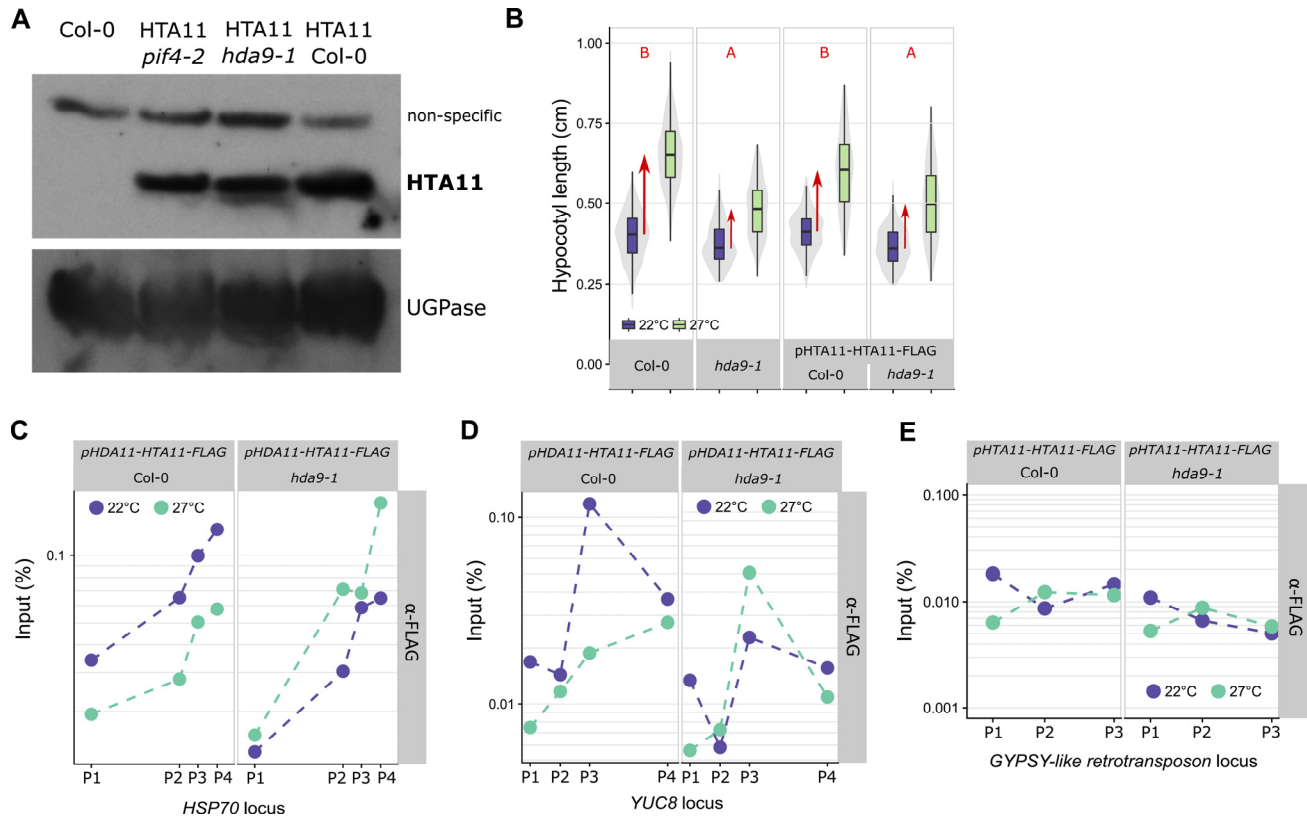 A
Col-0
HTA11 pif4-2
HTA11 hda9-1
HTA11 Col-0
non-specific
HTA11
UGPase
B
Hypocotyl length (cm)
1.00
0.75
0.50
0.25
0.00
B
A
B
A
22°C
27°C
Col-0
hda9-1
pHTA11-HTA11-FLAG
Col-0
hda9-1
C
pHDA11-HTA11-FLAG
Col-0
pHDA11-HTA11-FLAG
hda9-1
22°C
27°C
Input (%)
0.1
α-FLAG
P1
P2
P3
P4
P1
P2
P3
P4
HSP70 locus
D
pHDA11-HTA11-FLAG
Col-0
pHDA11-HTA11-FLAG
hda9-1
22°C
27°C
Input (%)
0.10
0.01
α-FLAG
P1
P2
P3
P4
P1
P2
P3
P4
YUC8 locus
E
pHTA11-HTA11-FLAG
Col-0
pHTA11-HTA11-FLAG
hda9-1
Input (%)
0.100
0.010
0.001
22°C
27°C
α-FLAG
P1
P2
P3
P1
P2
P3
GYPSY-like retrotransposon locus